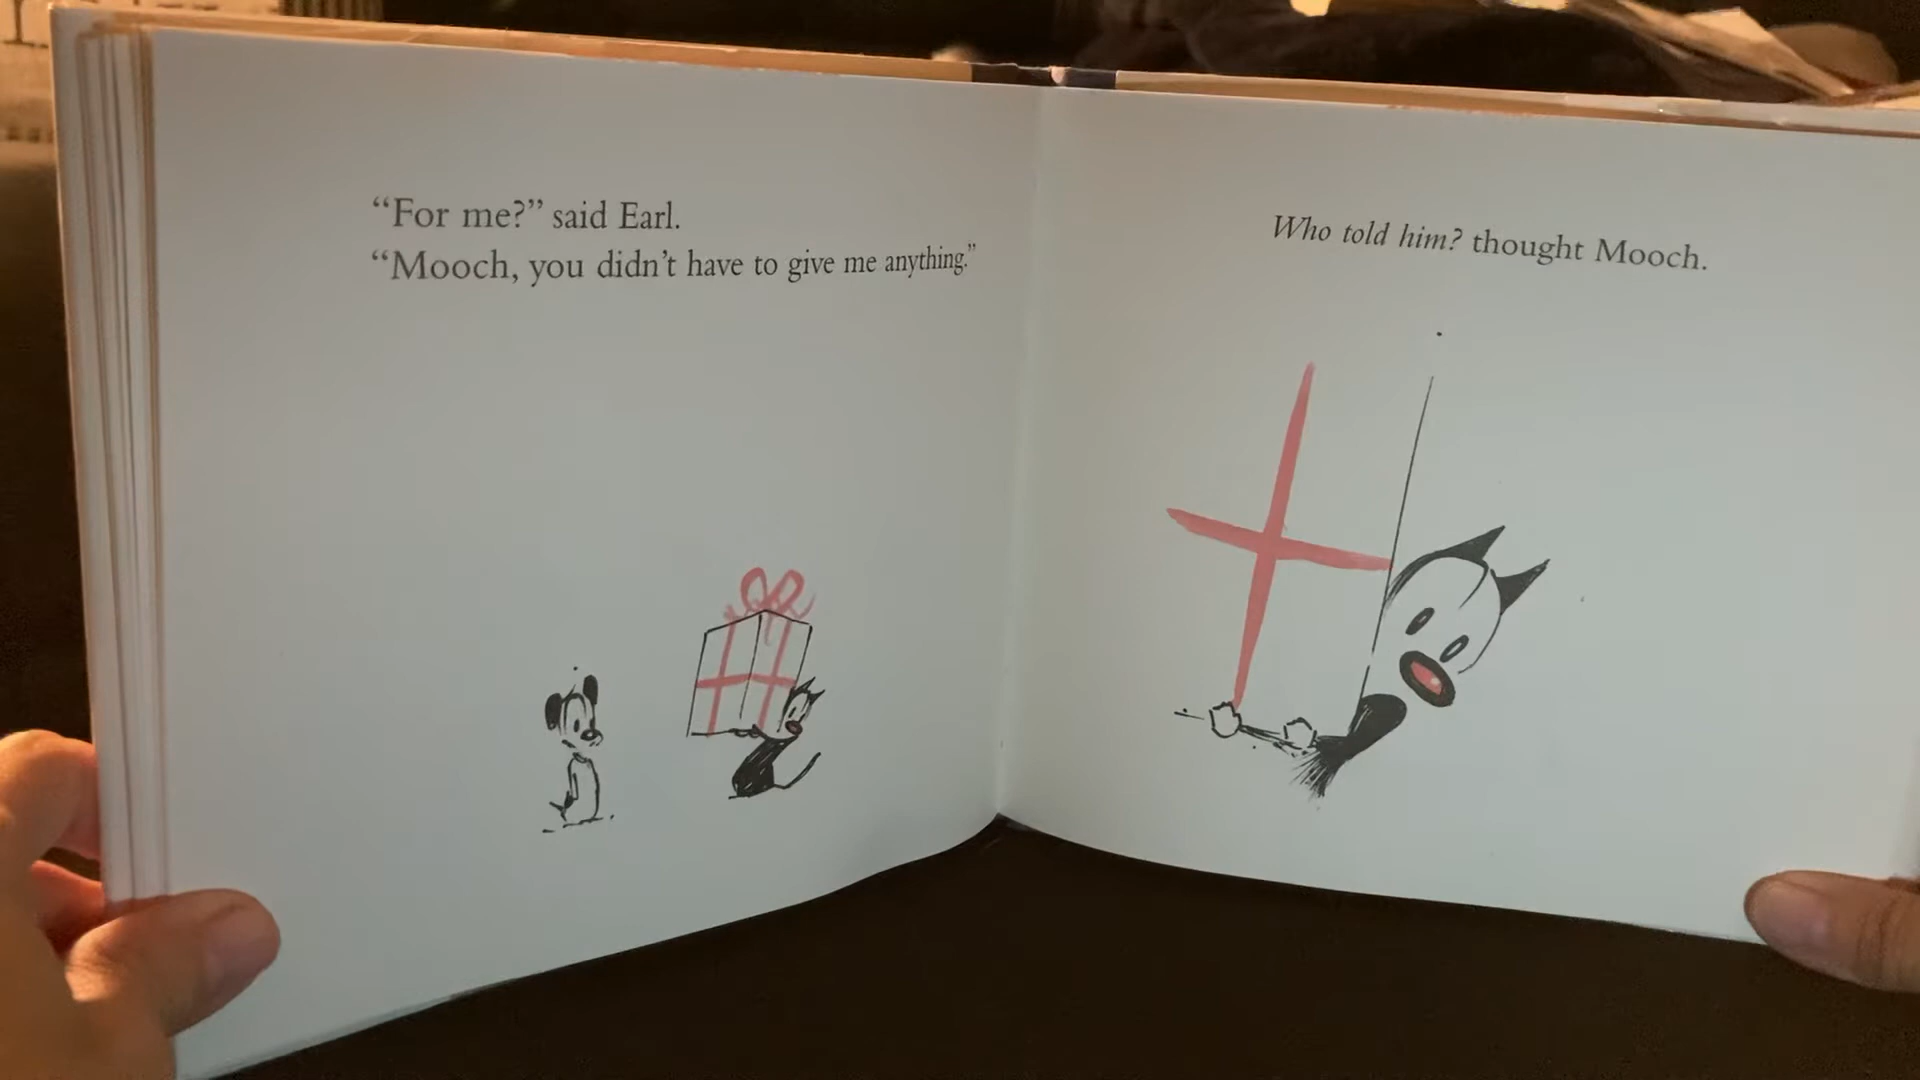 “For me?” said Earl.
“Mooch, you didn’t have to give me anything.”
Who told him? thought Mooch.